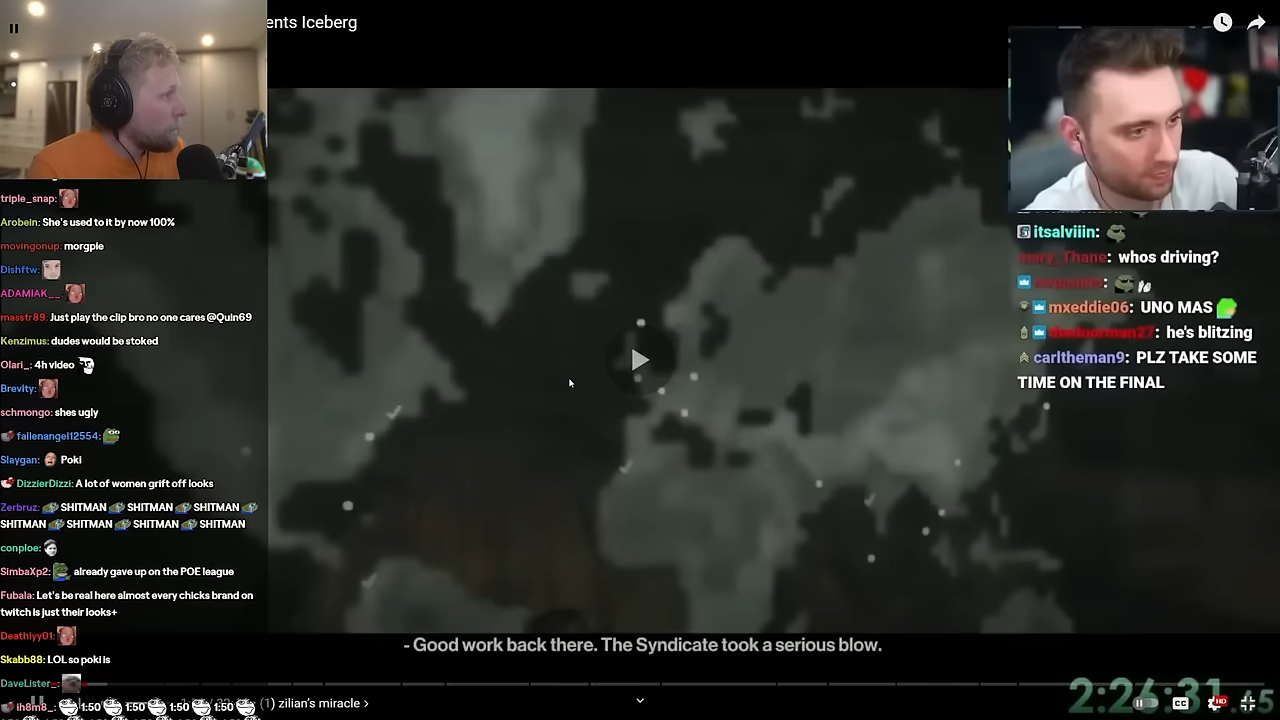 ents Iceberg
triple_snap:
Arobein: She's used to it by now 100%
movingonup: morgpie
Dishftw:
ADAMIAK__:
masstr89: Just play the clip bro no one cares @Quin69
Kenzimus: dudes would be stoked
Olari_: 4h video
Brevity:
schmongo: shes ugly
fallenangel12554:
Slaygan: Poki
DizzierDizzi: A lot of women grift off looks
Zerbruz: SHITMAN SHITMAN SHITMAN
SHITMAN SHITMAN SHITMAN SHITMAN
conploe:
SimbaXp2: already gave up on the POE league
Fubala: Let's be real here almost every chicks brand on
twitch is just their looks+
Deathlyy01:
Skabb88: LOL so poki is
DaveLister_:
ih8m8_: 1:50 1:50 1:50 1:50
(1) zilian's miracle ›
- Good work back there. The Syndicate took a serious blow.
itsalviiin:
mary_Thane: whos driving?
mxeddie06: UNO MAS
he's blitzing
carltheman9: PLZ TAKE SOME
TIME ON THE FINAL
2:26:31
CC
HD